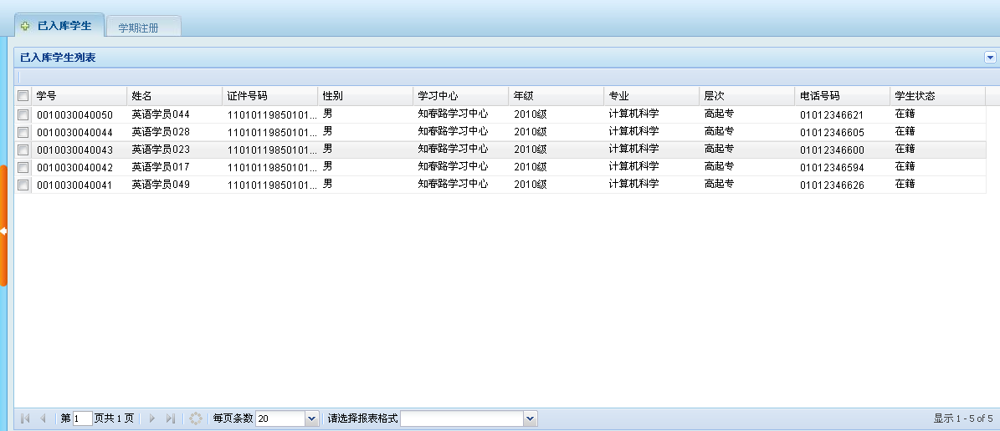 已入库学生 学期注册
已入库学生列表
学号 姓名 证件号码 性别 学习中心 年级 专业 层次 电话号码 学生状态
0010030040050 英语学员044 11010119850101... 男 知春路学习中心 2010级 计算机科学 高起专 01012346621 在籍
0010030040044 英语学员028 11010119850101... 男 知春路学习中心 2010级 计算机科学 高起专 01012346605 在籍
0010030040043 英语学员023 11010119850101... 男 知春路学习中心 2010级 计算机科学 高起专 01012346600 在籍
0010030040042 英语学员017 11010119850101... 男 知春路学习中心 2010级 计算机科学 高起专 01012346594 在籍
0010030040041 英语学员049 11010119850101... 男 知春路学习中心 2010级 计算机科学 高起专 01012346626 在籍
第 1 页共 1 页 每页条数 20 请选择报表格式 显示 1 - 5 of 5